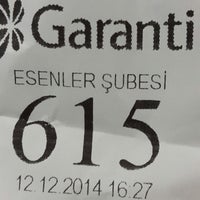 Garanti
ESENLER ŞUBESİ
615
12.12.2014 16:27